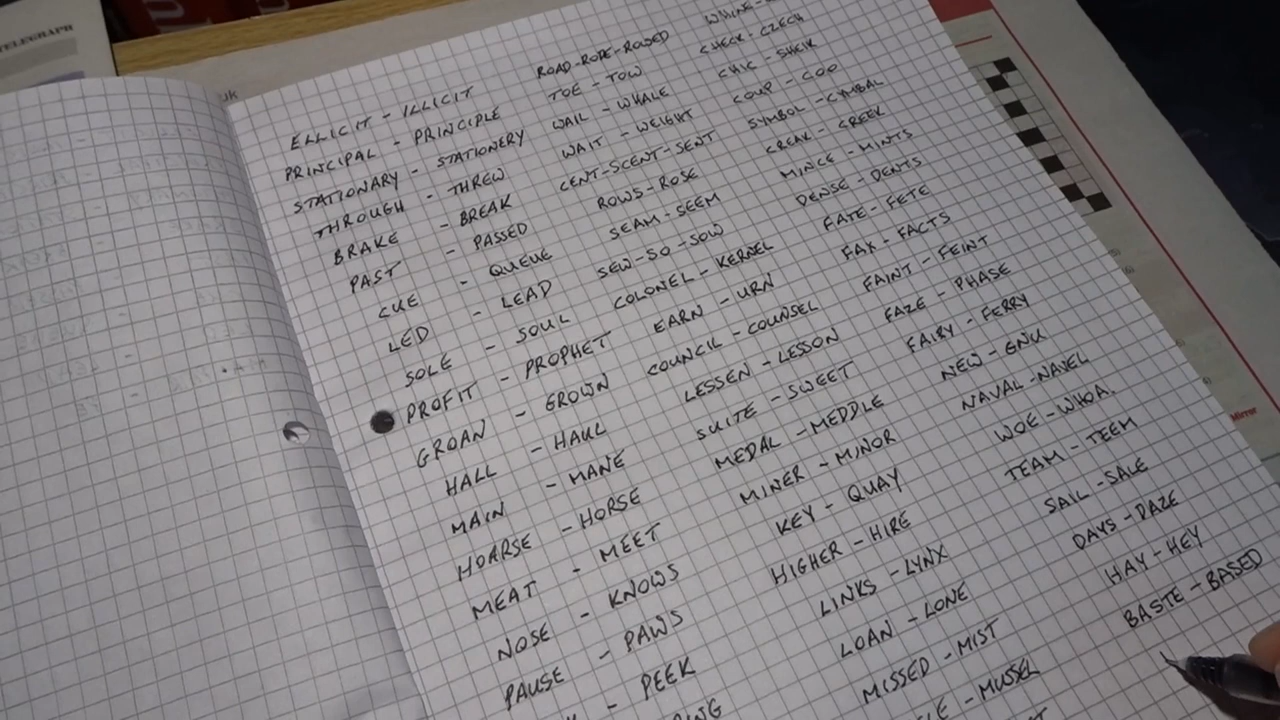 TELEGRAPH
UK
ELLICIT - ILLICIT
PRINCIPAL - PRINCIPLE
STATIONARY - STATIONERY
THROUGH - THREW
BRAKE - BREAK
PAST - PASSED
CUE - QUEUE
LED - LEAD
SOLE - SOUL
PROFIT - PROPHET
GROAN - GROWN
HALL - HAUL
MAIN - MANE
HOARSE - HORSE
MEAT - MEET
NOSE - KNOWS
PAUSE - PAWS
- PEEK
ROAD-RODE-ROWED
TOE - TOW
WAIL - WHALE
WAIT - WEIGHT
CENT-SCENT-SENT
ROWS-ROSE
SEAM-SEEM
SEW-SO-SOW
COLONEL - KERNEL
EARN - URN
COUNCIL - COUNSEL
LESSEN - LESSON
SUITE - SWEET
MEDAL - MEDDLE
MINER - MINOR
KEY - QUAY
HIGHER - HIRE
LINKS - LYNX
LOAN - LONE
MISSED - MIST
- MUSSEL
WHINE -
CHECK - CZECH
CHIC - SHEIK
COUP - COO
SYMBOL - CYMBAL
CREAK - CREEK
MINCE - MINTS
DENSE - DENTS
FATE - FETE
FAX - FACTS
FAINT - FEINT
FAZE - PHASE
FAIRY - FERRY
NEW - GNU
NAVAL - NAVEL
WOE - WHOA.
TEAM - TEEM
SAIL - SALE
DAYS - DAZE
HAY - HEY
BASTE - BASED
Mirror